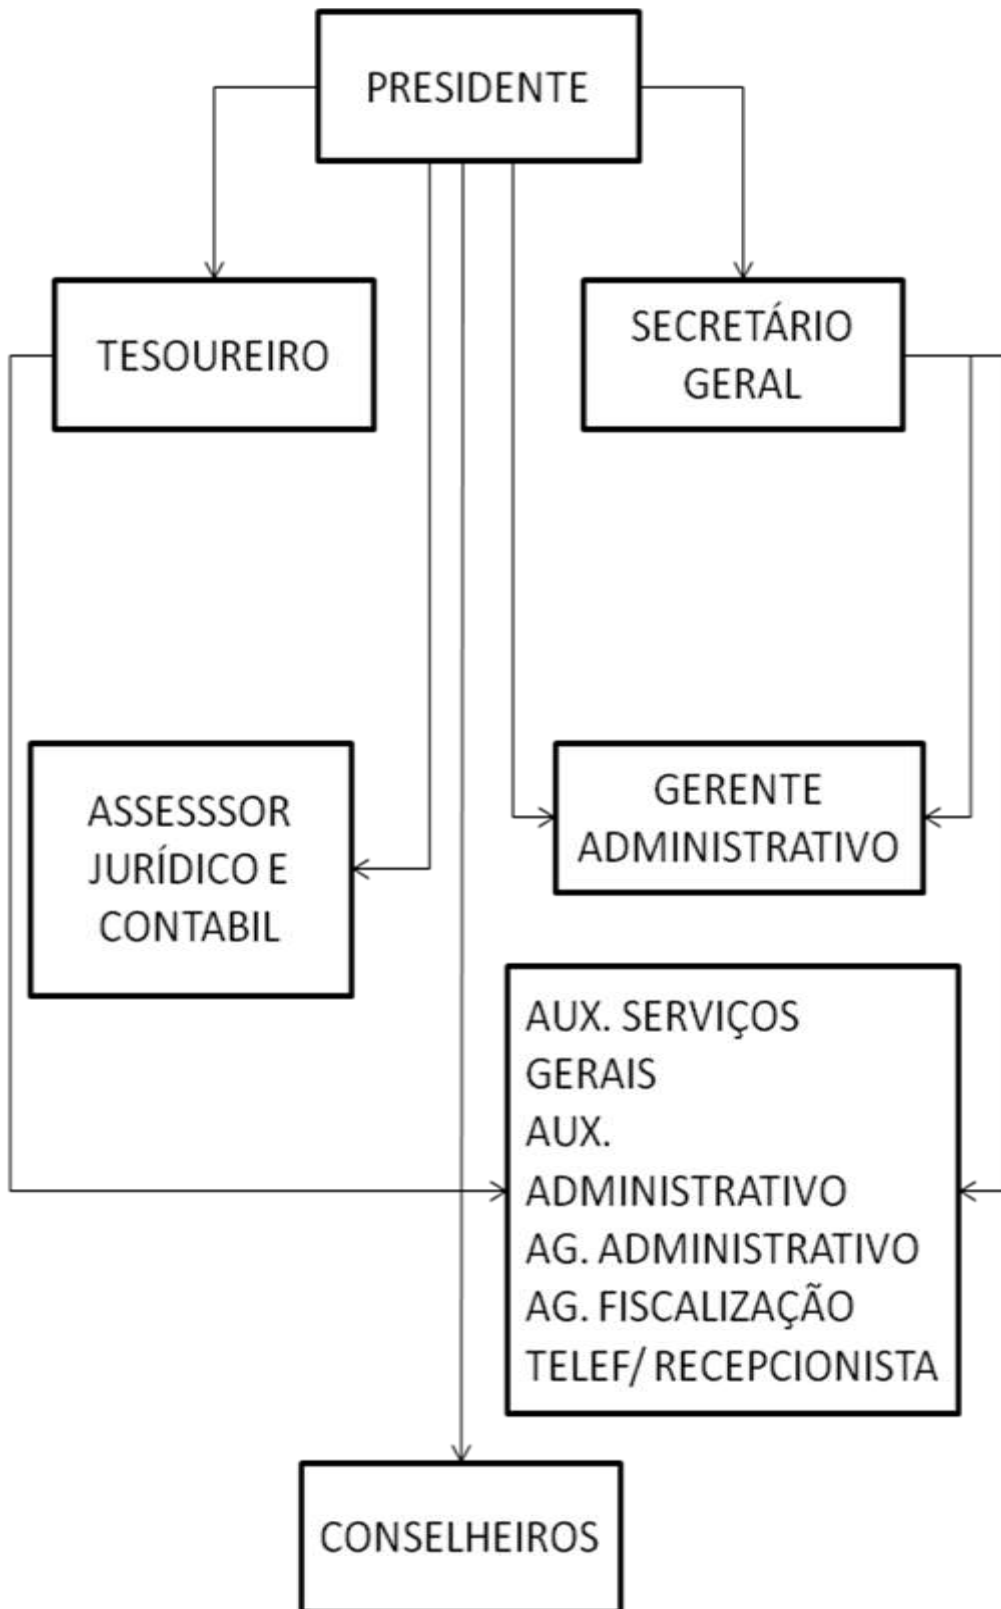 PRESIDENTE
TESOUREIRO
SECRETÁRIO
GERAL
ASSESSSOR
JURÍDICO E
CONTABIL
GERENTE
ADMINISTRATIVO
AUX. SERVIÇOS
GERAIS
AUX.
ADMINISTRATIVO
AG. ADMINISTRATIVO
AG. FISCALIZAÇÃO
TELEF/ RECEPCIONISTA
CONSELHEIROS